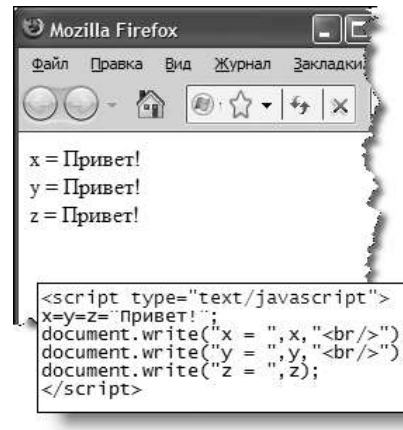 Mozilla Firefox
Файл Правка Вид Журнал Закладки
x = Привет!
y = Привет!
z = Привет!
<script type="text/javascript">
x=y=z="Привет!";
document.write("x = ",x,"<br/>")
document.write("y = ",y,"<br/>")
document.write("z = ",z);
</script>